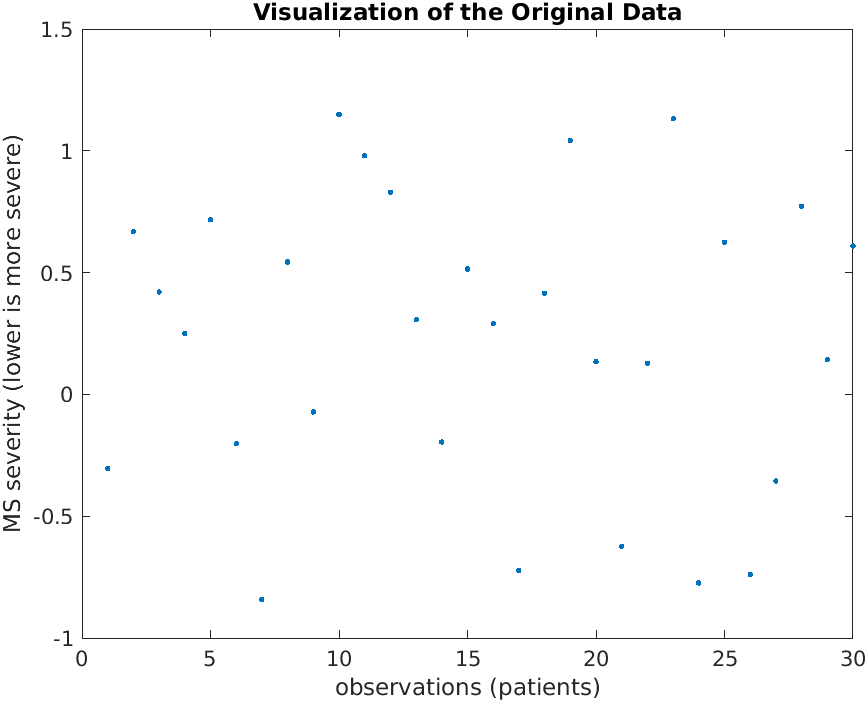 Visualization of the Original Data
1.5
1
0.5
0
-0.5
-1
MS severity (lower is more severe)
0 5 10 15 20 25 30
observations (patients)